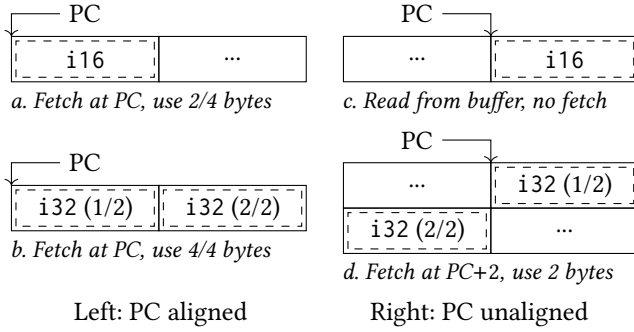 PC
i16
...
a. Fetch at PC, use 2/4 bytes
PC
i32 (1/2)
i32 (2/2)
b. Fetch at PC, use 4/4 bytes
Left: PC aligned
PC
...
i16
c. Read from buffer, no fetch
PC
...
i32 (1/2)
i32 (2/2)
...
d. Fetch at PC+2, use 2 bytes
Right: PC unaligned